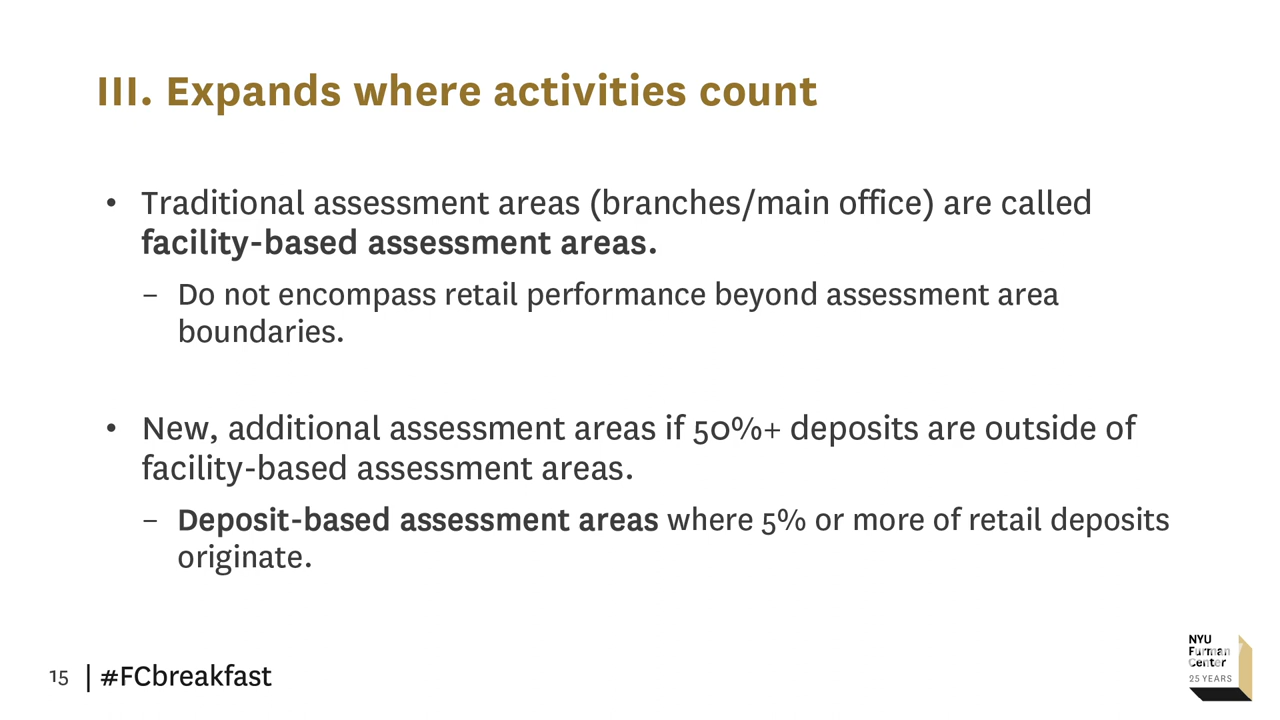 III. Expands where activities count
• Traditional assessment areas (branches/main office) are called
facility-based assessment areas.
– Do not encompass retail performance beyond assessment area
boundaries.
• New, additional assessment areas if 50%+ deposits are outside of
facility-based assessment areas.
– Deposit-based assessment areas where 5% or more of retail deposits
originate.
15 | #FCbreakfast
NYU
Furman
Center
25 YEARS